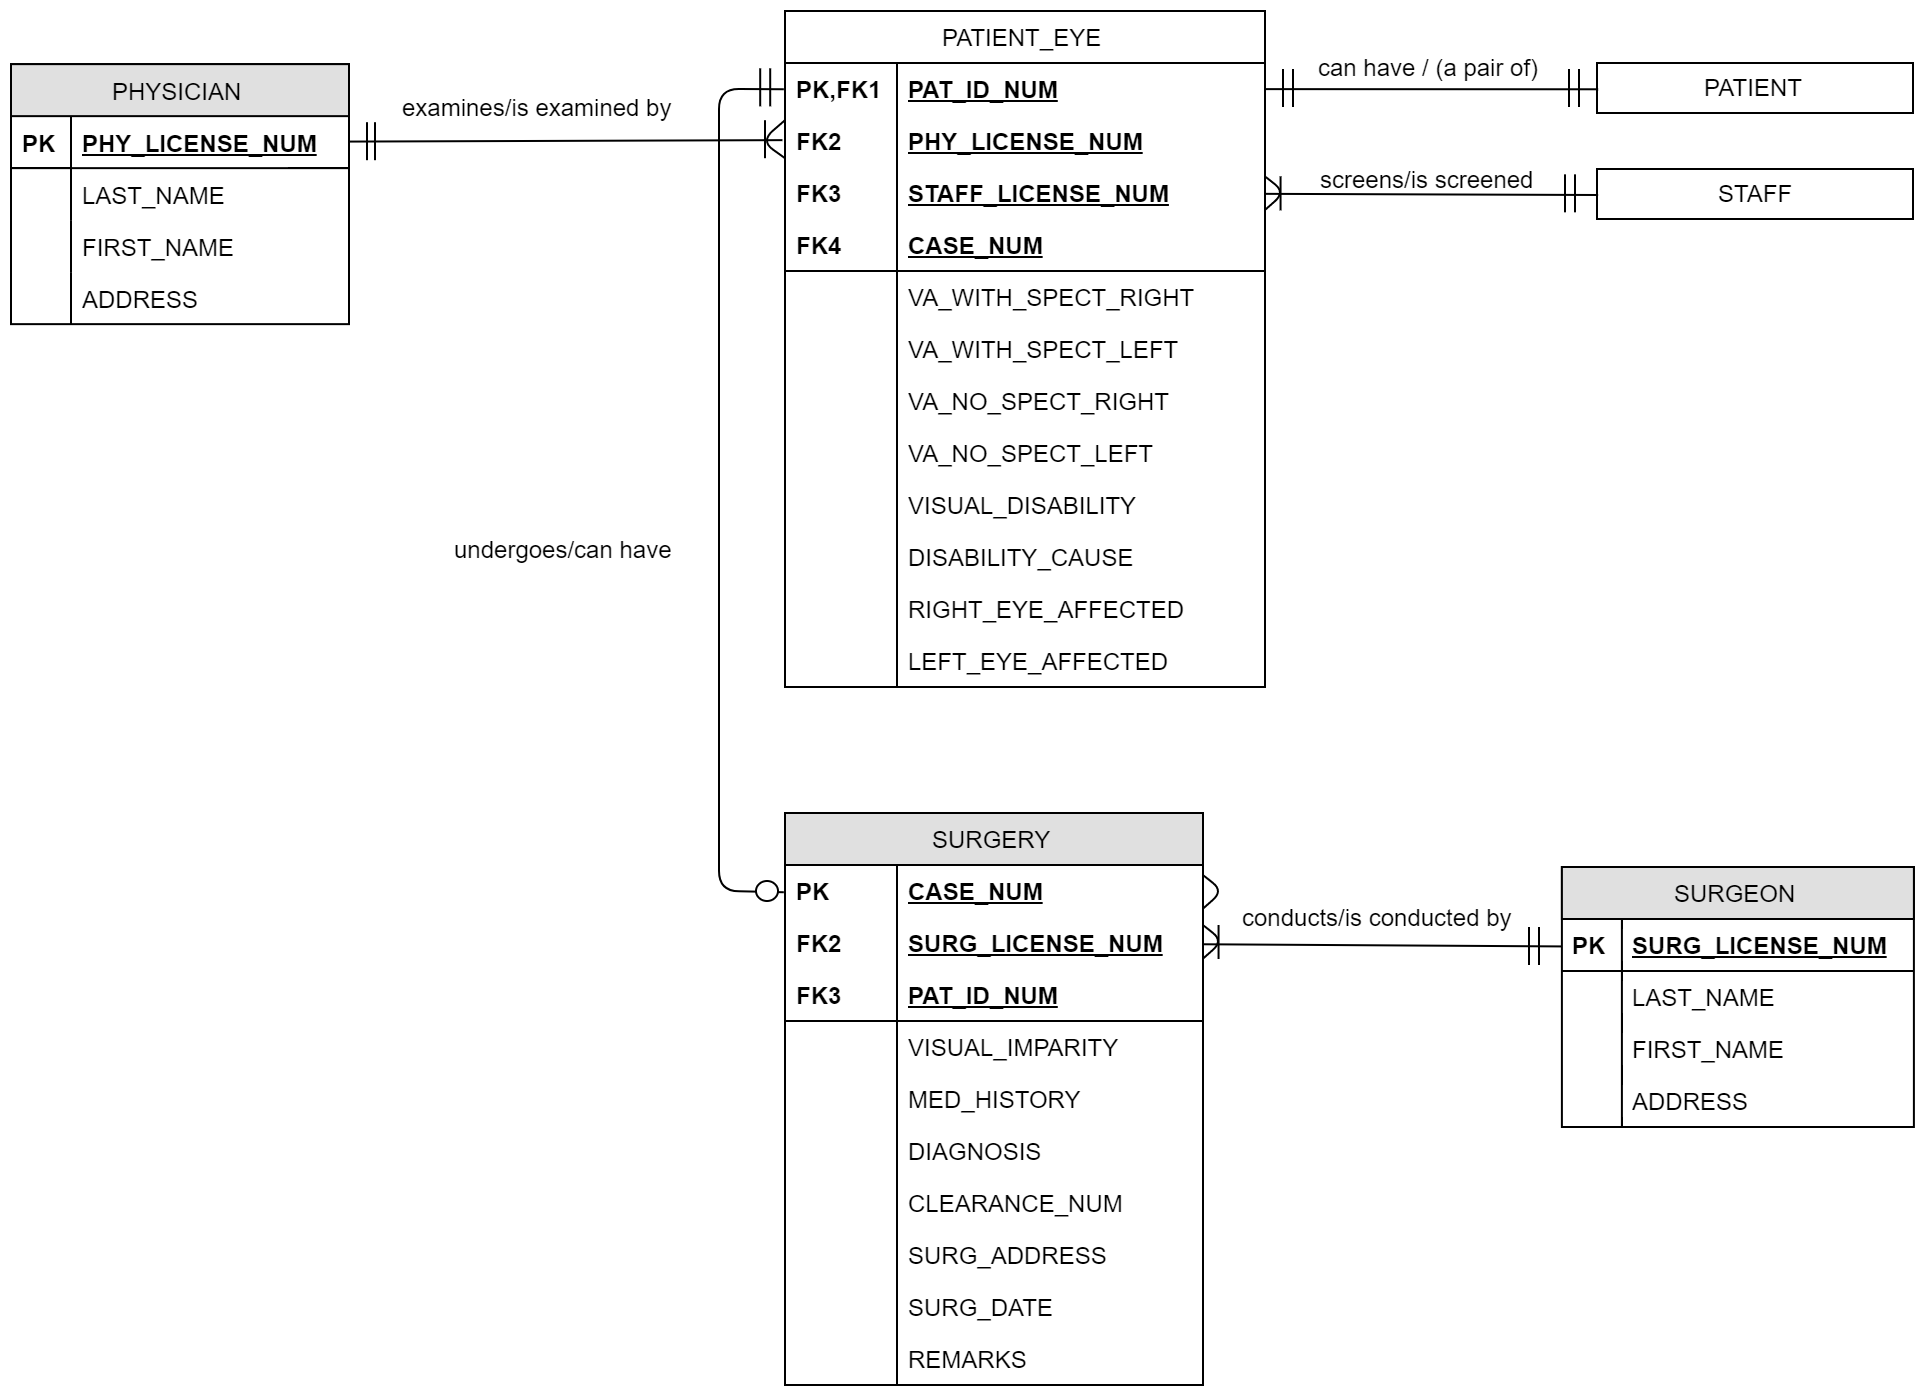 PATIENT_EYE
PK,FK1 PAT_ID_NUM
FK2 PHY_LICENSE_NUM
FK3 STAFF_LICENSE_NUM
FK4 CASE_NUM
VA_WITH_SPECT_RIGHT
VA_WITH_SPECT_LEFT
VA_NO_SPECT_RIGHT
VA_NO_SPECT_LEFT
VISUAL_DISABILITY
DISABILITY_CAUSE
RIGHT_EYE_AFFECTED
LEFT_EYE_AFFECTED
PHYSICIAN
PK PHY_LICENSE_NUM
LAST_NAME
FIRST_NAME
ADDRESS
examines/is examined by
can have / (a pair of)
PATIENT
screens/is screened
STAFF
undergoes/can have
SURGERY
PK CASE_NUM
FK2 SURG_LICENSE_NUM
FK3 PAT_ID_NUM
VISUAL_IMPARITY
MED_HISTORY
DIAGNOSIS
CLEARANCE_NUM
SURG_ADDRESS
SURG_DATE
REMARKS
conducts/is conducted by
SURGEON
PK SURG_LICENSE_NUM
LAST_NAME
FIRST_NAME
ADDRESS